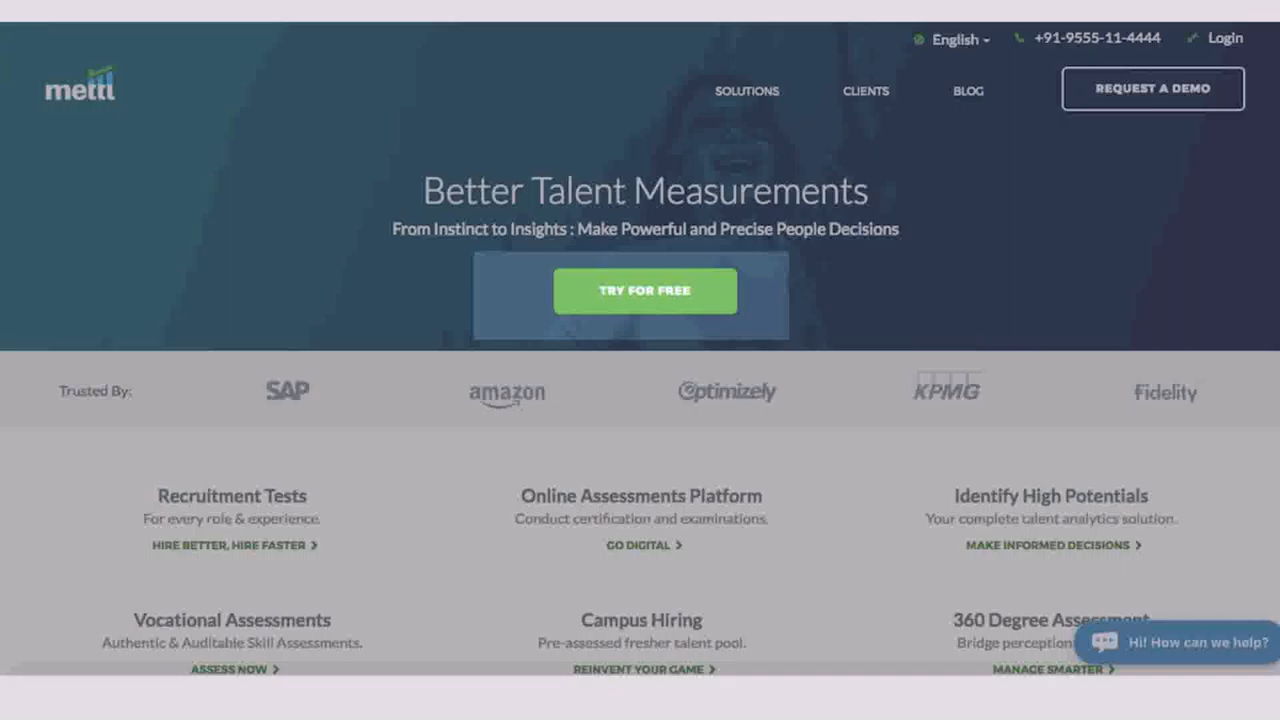 English
+91-9555-11-4444
Login
mettl
SOLUTIONS
CLIENTS
BLOG
REQUEST A DEMO
Better Talent Measurements
From Instinct to Insights : Make Powerful and Precise People Decisions
TRY FOR FREE
Trusted By:
SAP
amazon
Optimizely
KPMG
Fidelity
Recruitment Tests
Online Assessments Platform
Identify High Potentials
For every role & experience.
Conduct certification and examinations.
Your complete talent analytics solution.
HIRE BETTER, HIRE FASTER
GO DIGITAL
MAKE INFORMED DECISIONS
Vocational Assessments
Campus Hiring
360 Degree Assessment
Authentic & Auditable Skill Assessments.
Pre-assessed fresher talent pool.
Bridge perception
Hi! How can we help?
ASSESS NOW
REINVENT YOUR GAME
MANAGE SMARTER